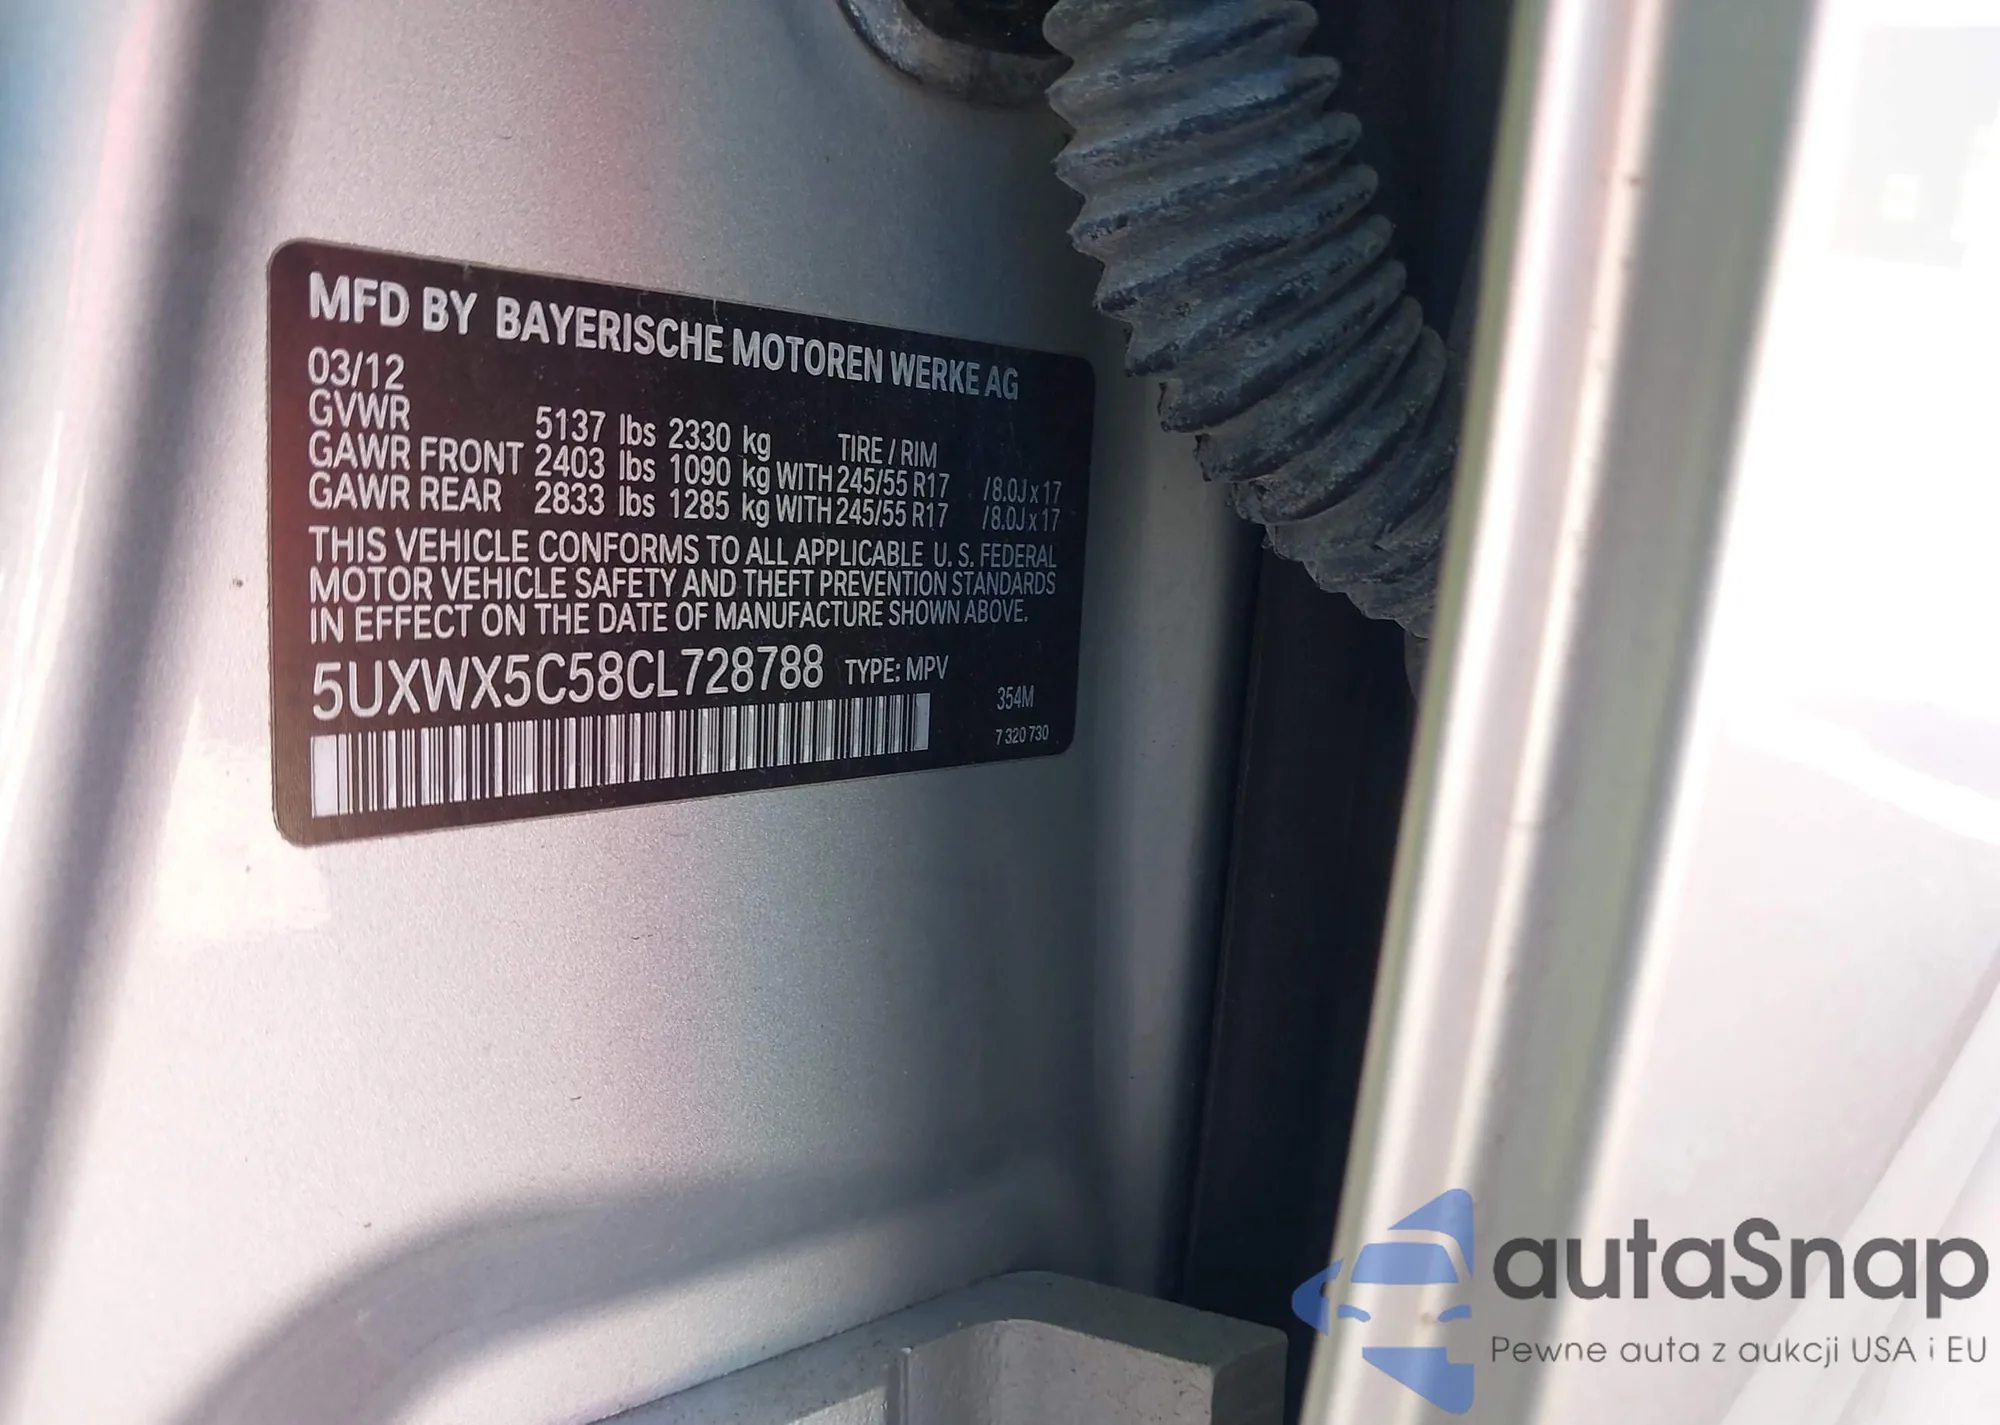 MFD BY BAYERISCHE MOTOREN WERKE AG
03/12
GVWR 5137 lbs 2330 kg TIRE / RIM
GAWR FRONT 2403 lbs 1090 kg WITH 245/55 R17 /8.0J x 17
GAWR REAR 2833 lbs 1285 kg WITH 245/55 R17 /8.0J x 17
THIS VEHICLE CONFORMS TO ALL APPLICABLE U. S. FEDERAL
MOTOR VEHICLE SAFETY AND THEFT PREVENTION STANDARDS
IN EFFECT ON THE DATE OF MANUFACTURE SHOWN ABOVE.
5UXWX5C58CL728788 TYPE: MPV
354M
7 320 730
autaSnap
Pewne auta z aukcji USA i EU